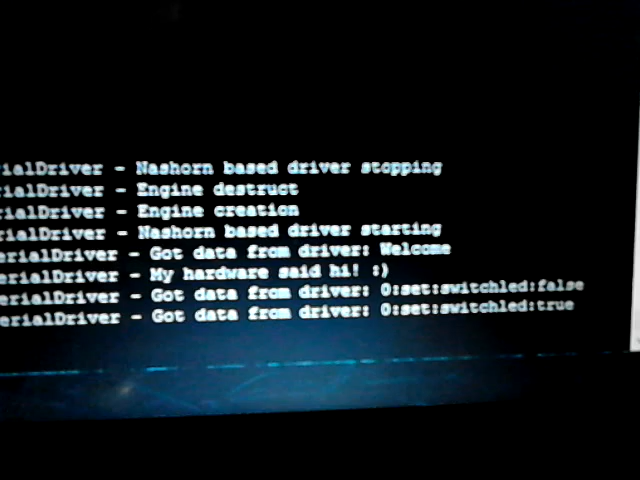 ialDriver - Nashorn based driver stopping
ialDriver - Engine destruct
ialDriver - Engine creation
rialDriver - Nashorn based driver starting
erialDriver - Got data from driver: Welcome
erialDriver - My hardware said hi! :)
erialDriver - Got data from driver: 0:set:switchled:false
erialDriver - Got data from driver: 0:set:switchled:true